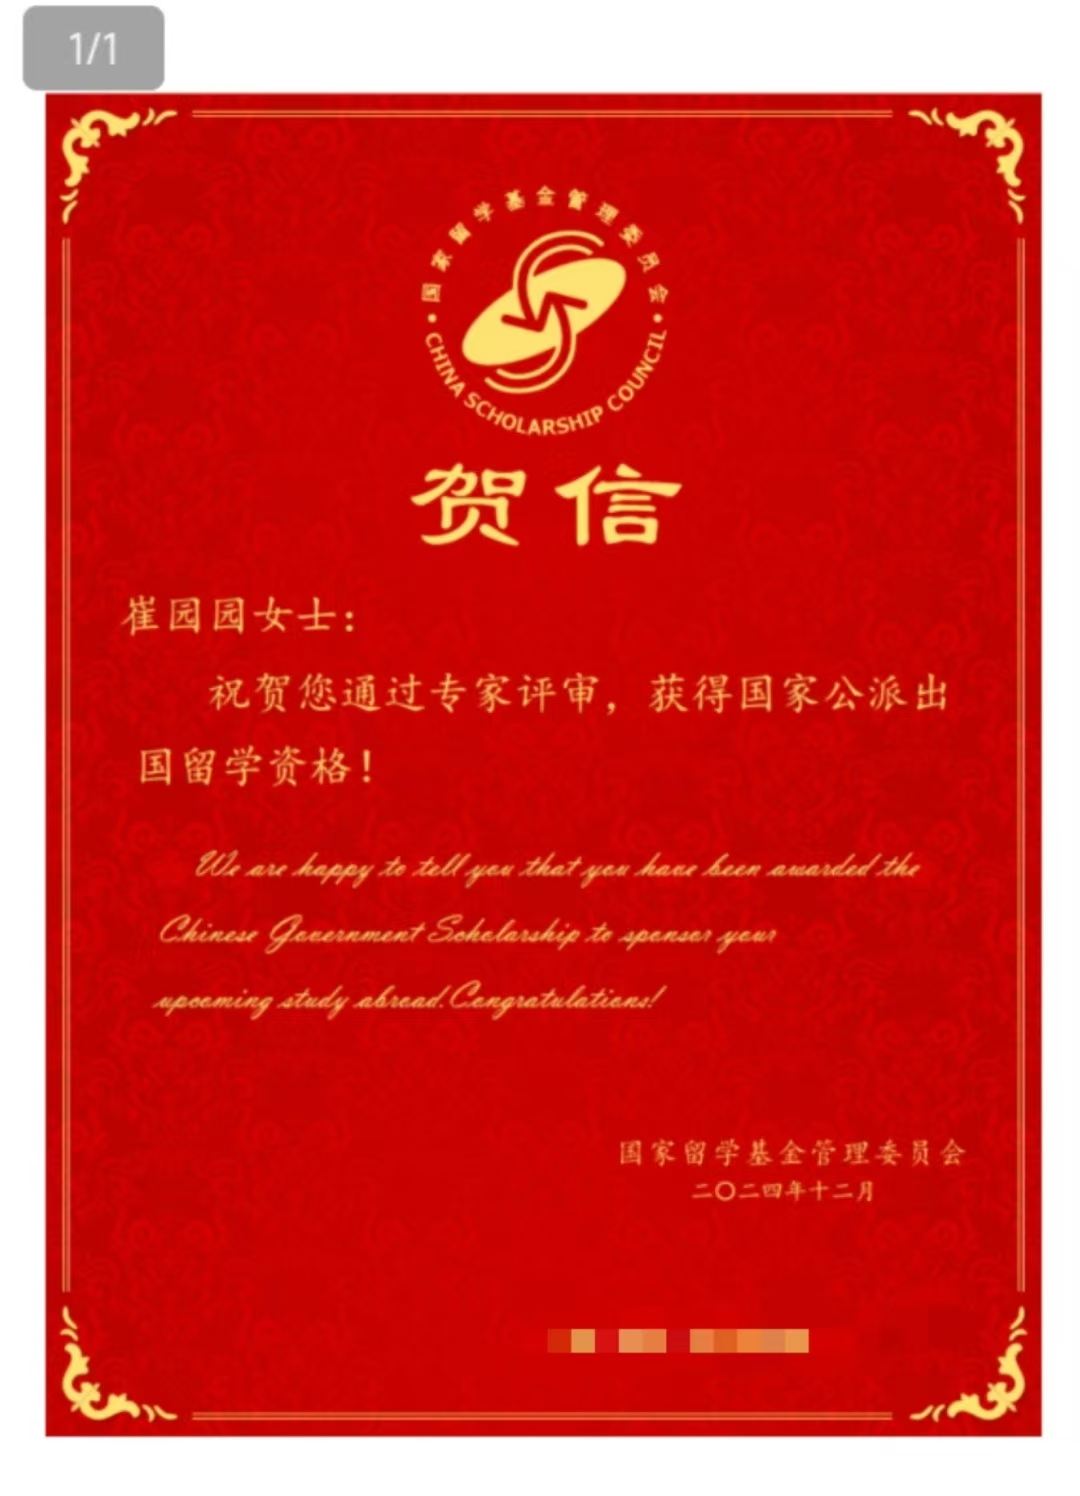 1/1
国家留学基金管理委员会
CHINA SCHOLARSHIP COUNCIL
贺信
崔园园女士：
祝贺您通过专家评审，获得国家公派出
国留学资格！
We are happy to tell you that you have been awarded the
Chinese Government Scholarship to sponsor your
upcoming study abroad.Congratulations!
国家留学基金管理委员会
二〇二四年十二月